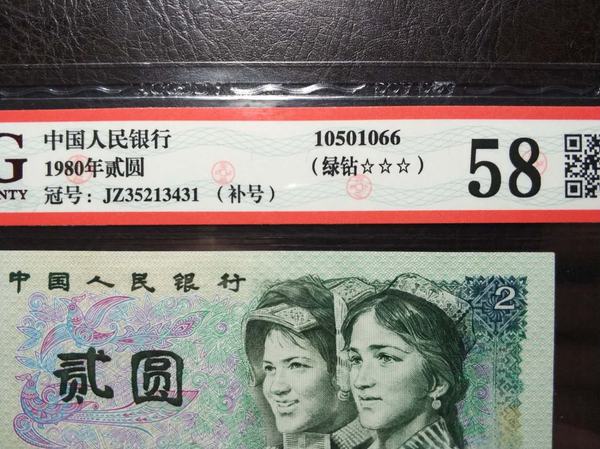 G
NTY
中国人民银行
1980年贰圆
冠号：JZ35213431（补号）
10501066
（绿钻☆☆☆）
58
中国人民银行
2
贰圆